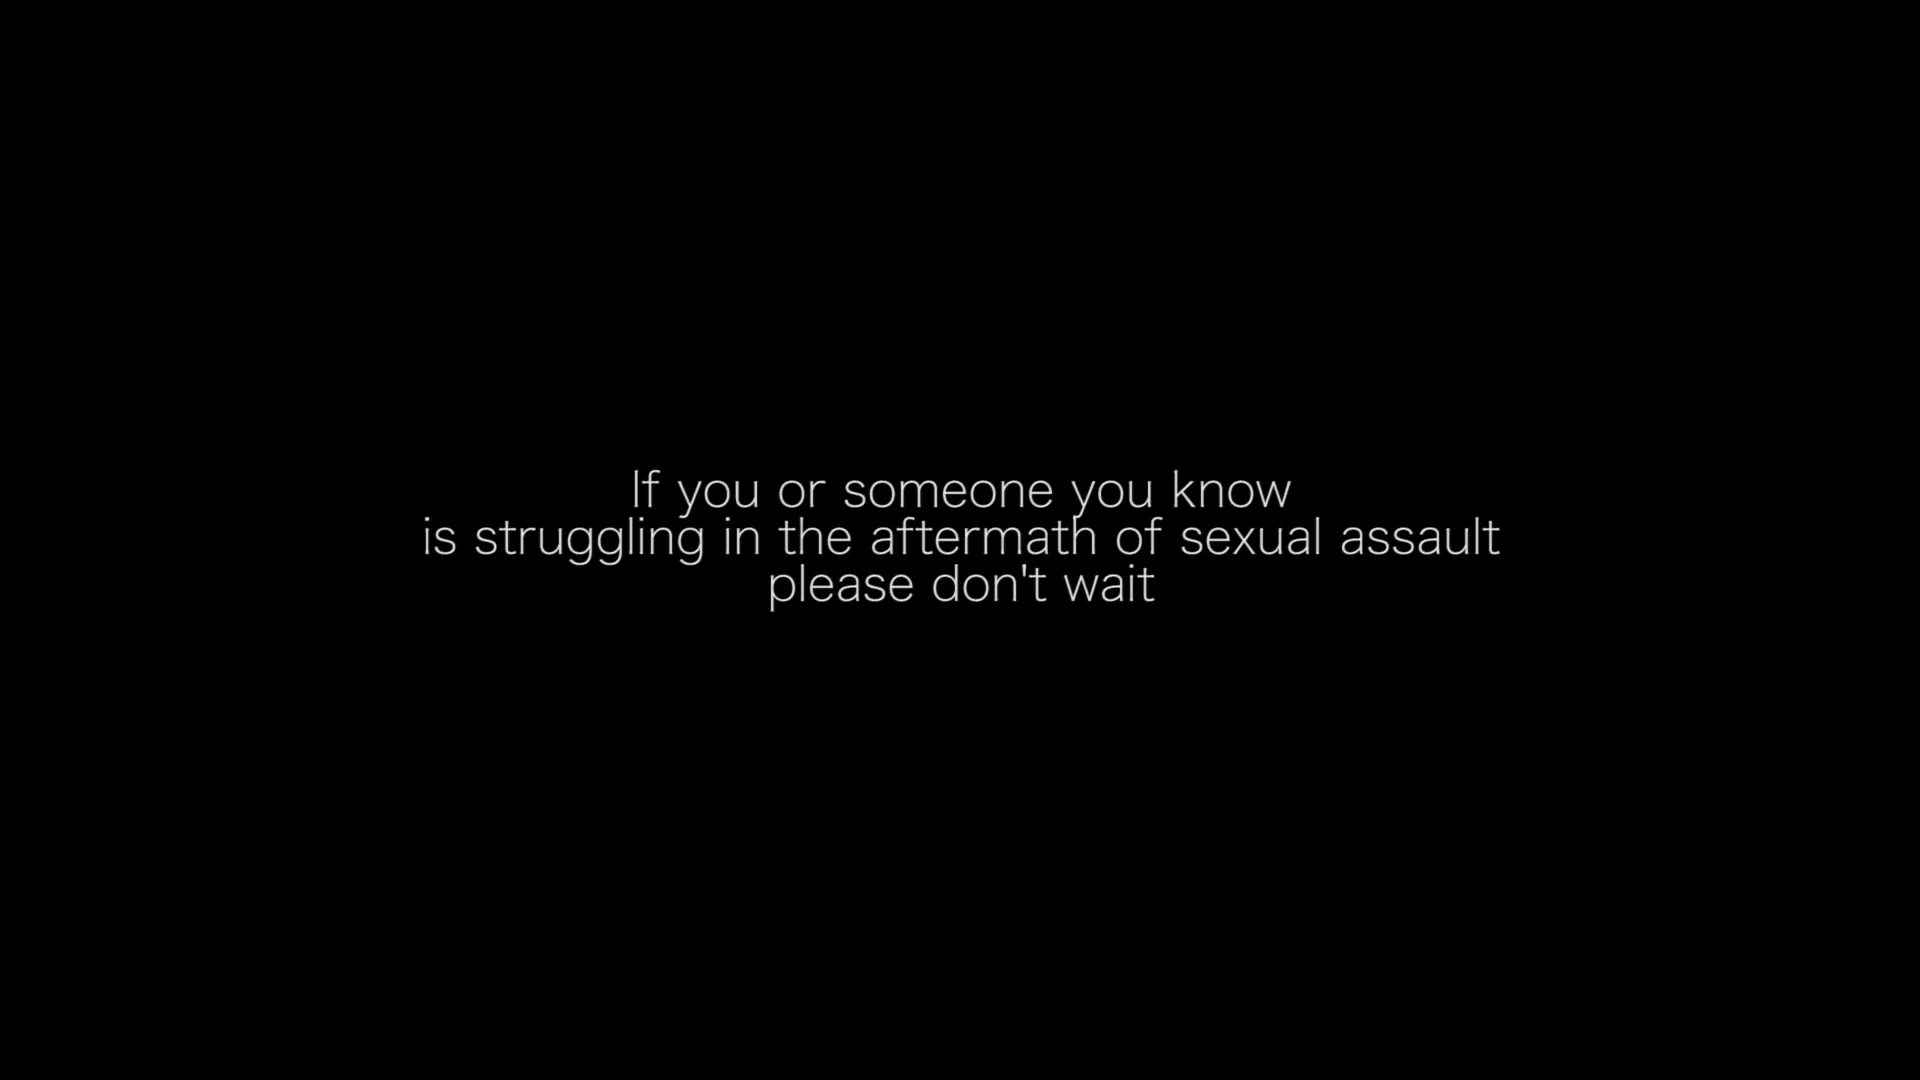 If you or someone you know
is struggling in the aftermath of sexual assault
please don't wait